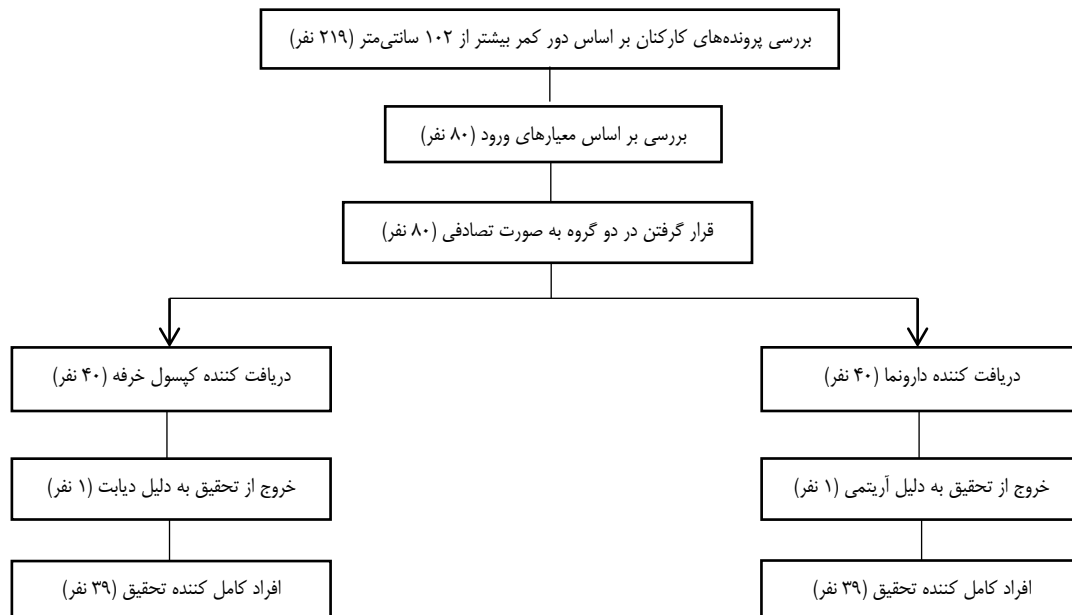 بررسی پرونده‌های کارکنان بر اساس دور کمر بیشتر از ۱۰۲ سانتی‌متر (۲۱۹ نفر)
بررسی بر اساس معیارهای ورود (۸۰ نفر)
قرار گرفتن در دو گروه به صورت تصادفی (۸۰ نفر)
دریافت کننده دارونما (۴۰ نفر)
دریافت کننده کپسول خرفه (۴۰ نفر)
خروج از تحقیق به دلیل آریتمی (۱ نفر)
خروج از تحقیق به دلیل دیابت (۱ نفر)
افراد کامل کننده تحقیق (۳۹ نفر)
افراد کامل کننده تحقیق (۳۹ نفر)